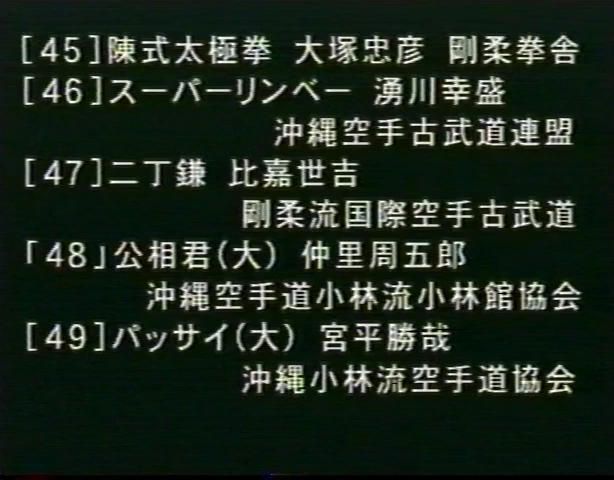 [45]陳式太極拳 大塚忠彦 剛柔拳舎
[46]スーパーリンベー 湧川幸盛
沖縄空手古武道連盟
[47]二丁鎌 比嘉世吉
剛柔流国際空手古武道
「48」公相君(大) 仲里周五郎
沖縄空手道小林流小林館協会
[49]パッサイ(大) 宮平勝哉
沖縄小林流空手道協会